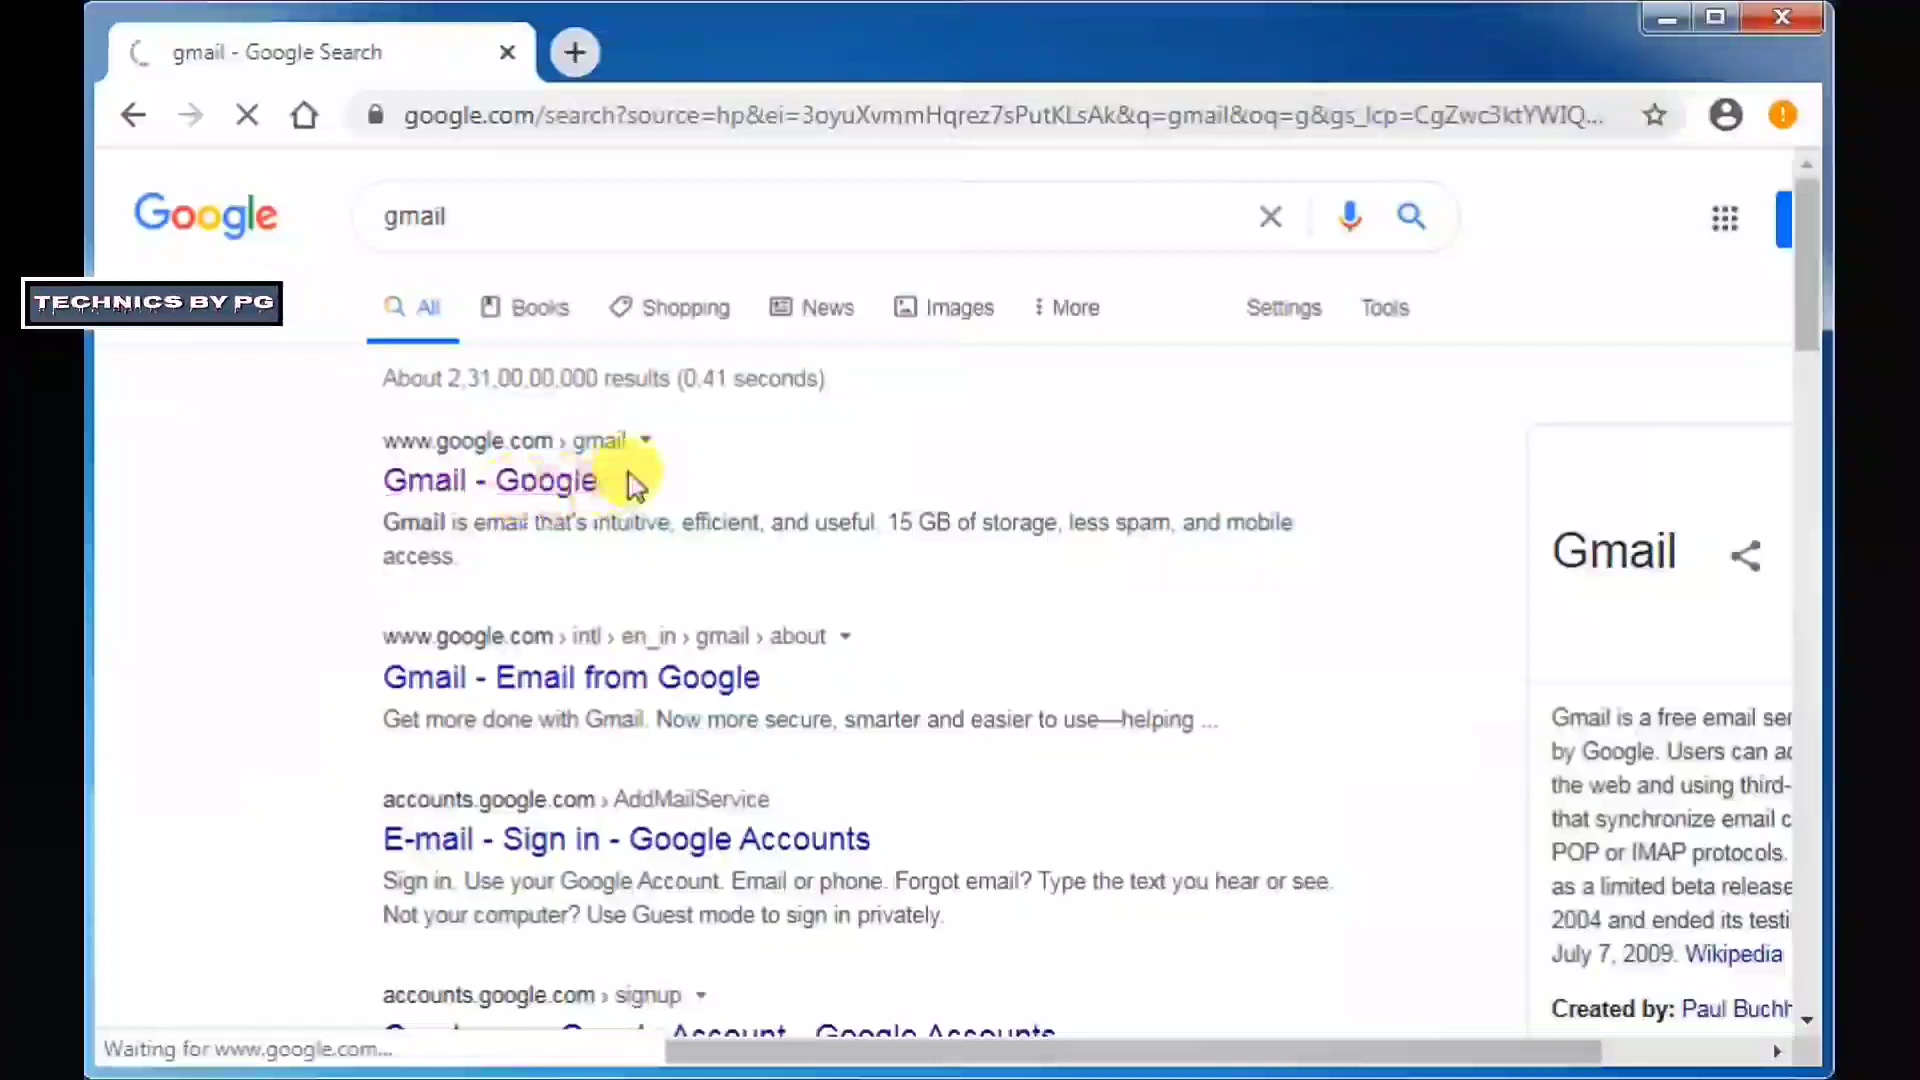 gmail - Google Search
google.com/search?source=hp&ei=3oyuXvmmHqrez7sPutKLsAk&q=gmail&oq=g&gs_lcp=CgZwc3ktYWIQ...
Google
gmail
TECHNICS BY PG
All
Books
Shopping
News
Images
More
Settings
Tools
About 2,31,00,00,000 results (0.41 seconds)
www.google.com › gmail
Gmail - Google
Gmail is email that's intuitive, efficient, and useful. 15 GB of storage, less spam, and mobile
access.
www.google.com › intl › en_in › gmail › about
Gmail - Email from Google
Get more done with Gmail. Now more secure, smarter and easier to use—helping ...
accounts.google.com › AddMailService
E-mail - Sign in - Google Accounts
Sign in. Use your Google Account. Email or phone. Forgot email? Type the text you hear or see.
Not your computer? Use Guest mode to sign in privately.
accounts.google.com › signup
Account - Google Accounts
Gmail
Gmail is a free email ser
by Google. Users can ac
the web and using third-
that synchronize email c
POP or IMAP protocols.
as a limited beta release
2004 and ended its testi
July 7, 2009. Wikipedia
Created by: Paul Buchh
Waiting for www.google.com...